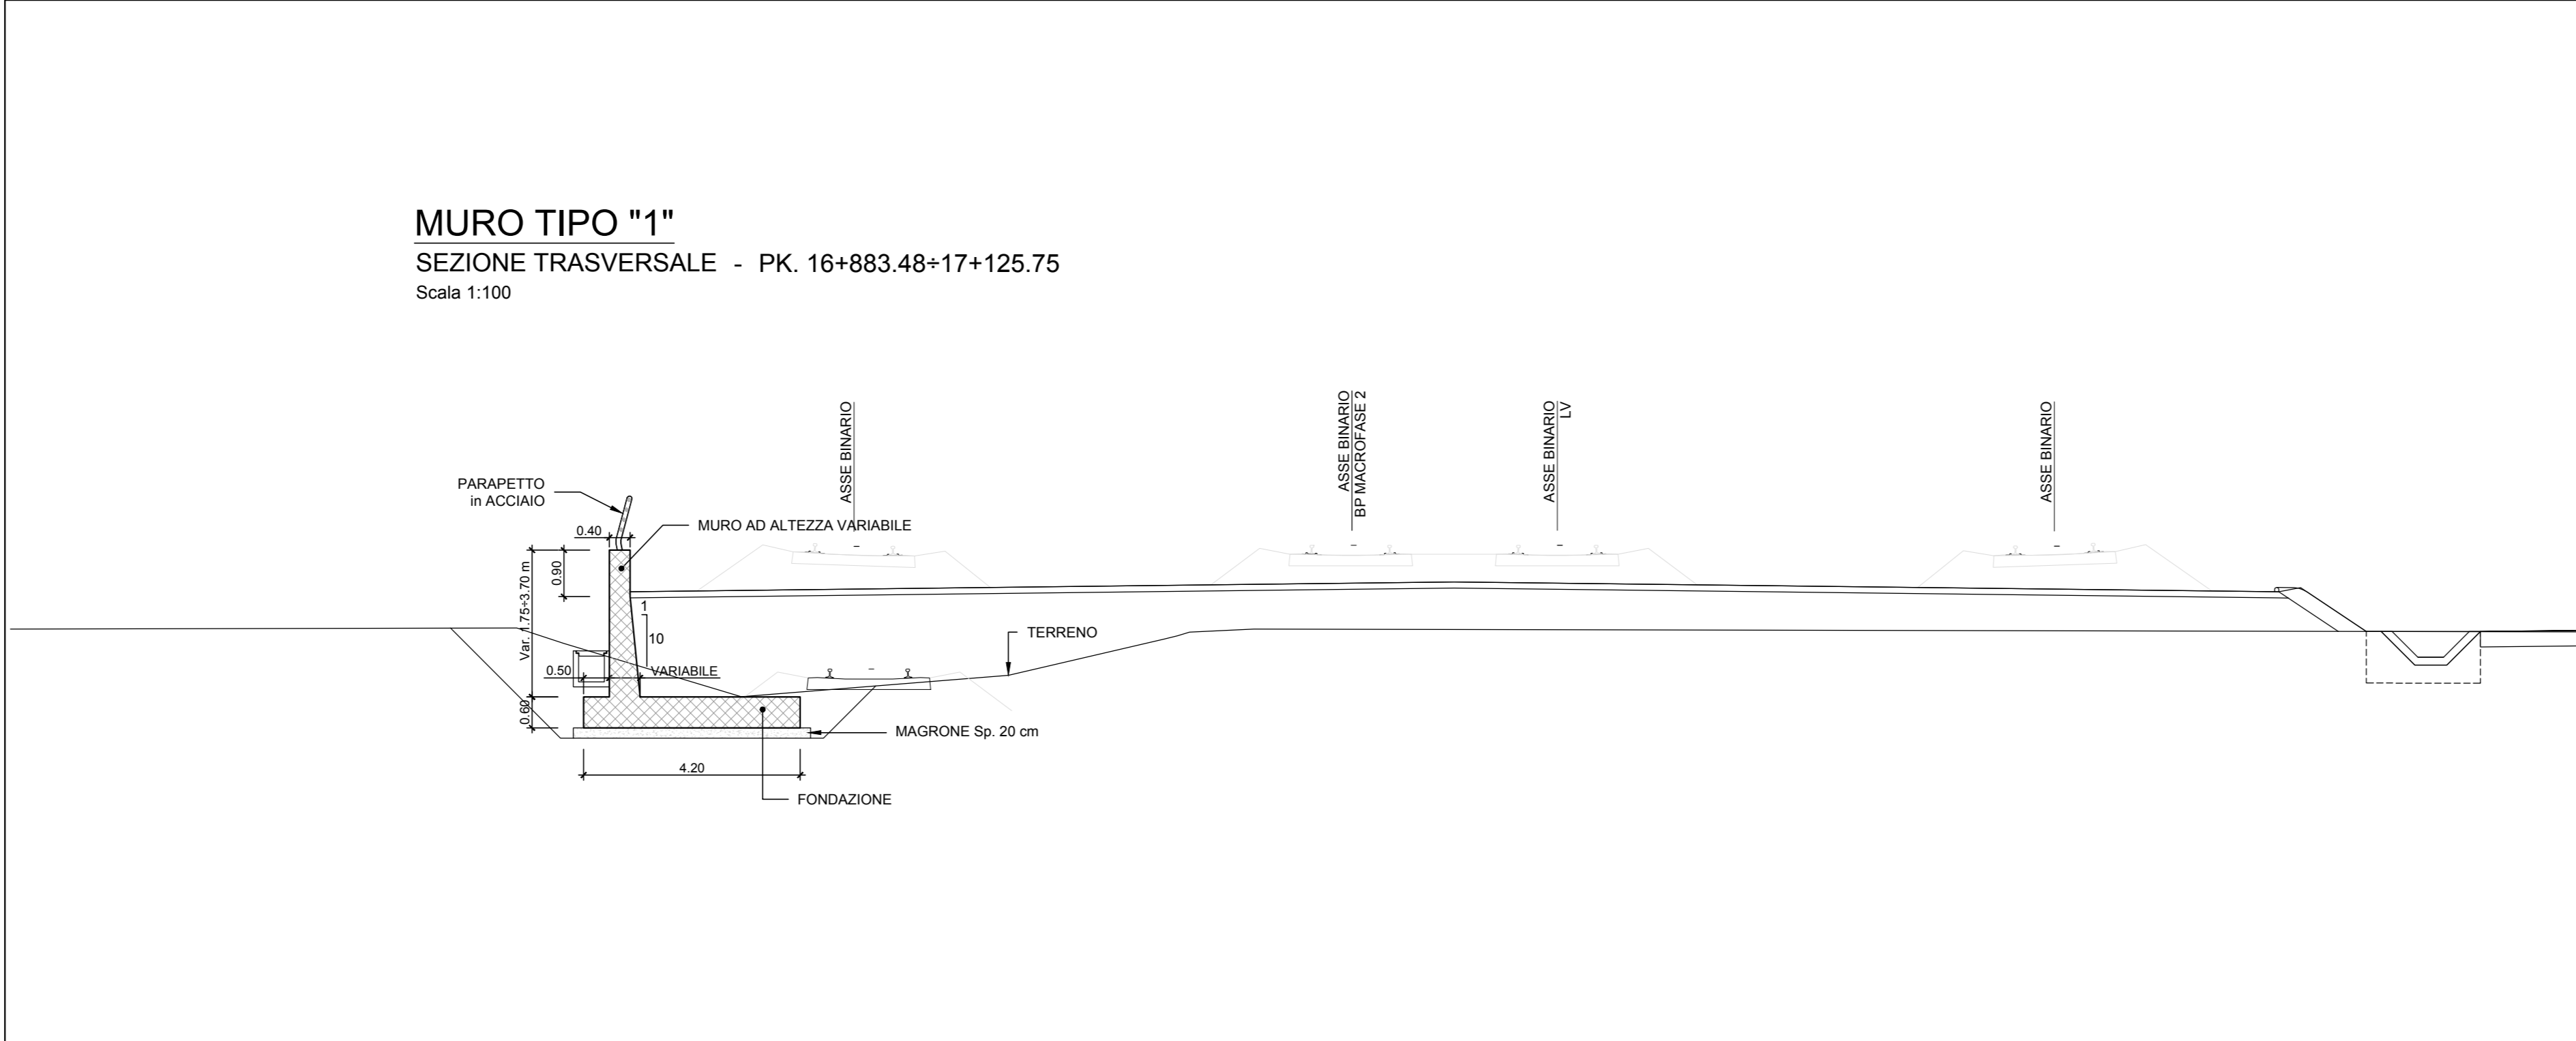 MURO TIPO "1"
SEZIONE TRASVERSALE - PK. 16+883.48÷17+125.75
Scala 1:100
ASSE BINARIO
ASSE BINARIO
BP MACROFASE 2
ASSE BINARIO
LV
ASSE BINARIO
PARAPETTO
in ACCIAIO
0.40
MURO AD ALTEZZA VARIABILE
0.90
Var. 1.75÷3.70 m
1
10
TERRENO
0.50
VARIABILE
0.60
MAGRONE Sp. 20 cm
4.20
FONDAZIONE